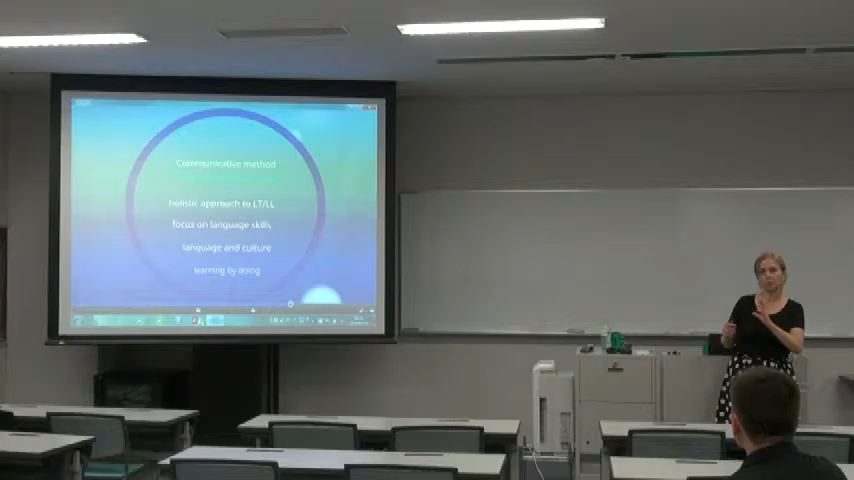 Communicative method
holistic approach to LT/LL
focus on language skills
language and culture
learning by doing